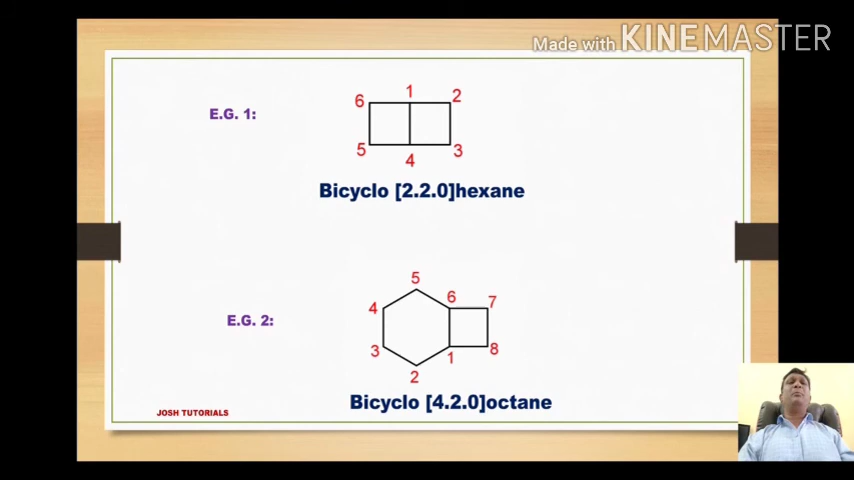 Made with KINEMASTER
E.G. 1:
6 1 2
5 4 3
Bicyclo [2.2.0]hexane
E.G. 2:
5
4 6 7
3 1 8
2
Bicyclo [4.2.0]octane
JOSH TUTORIALS